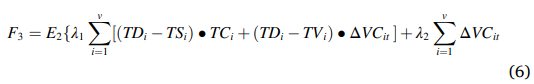 F₃ = E₂{λ₁ ∑ᵢ₌₁ᵛ [(TDᵢ − TSᵢ) • TCᵢ + (TDᵢ − TVᵢ) • ΔVCᵢₜ] + λ₂ ∑ᵢ₌₁ᵛ ΔVCᵢₜ
(6)